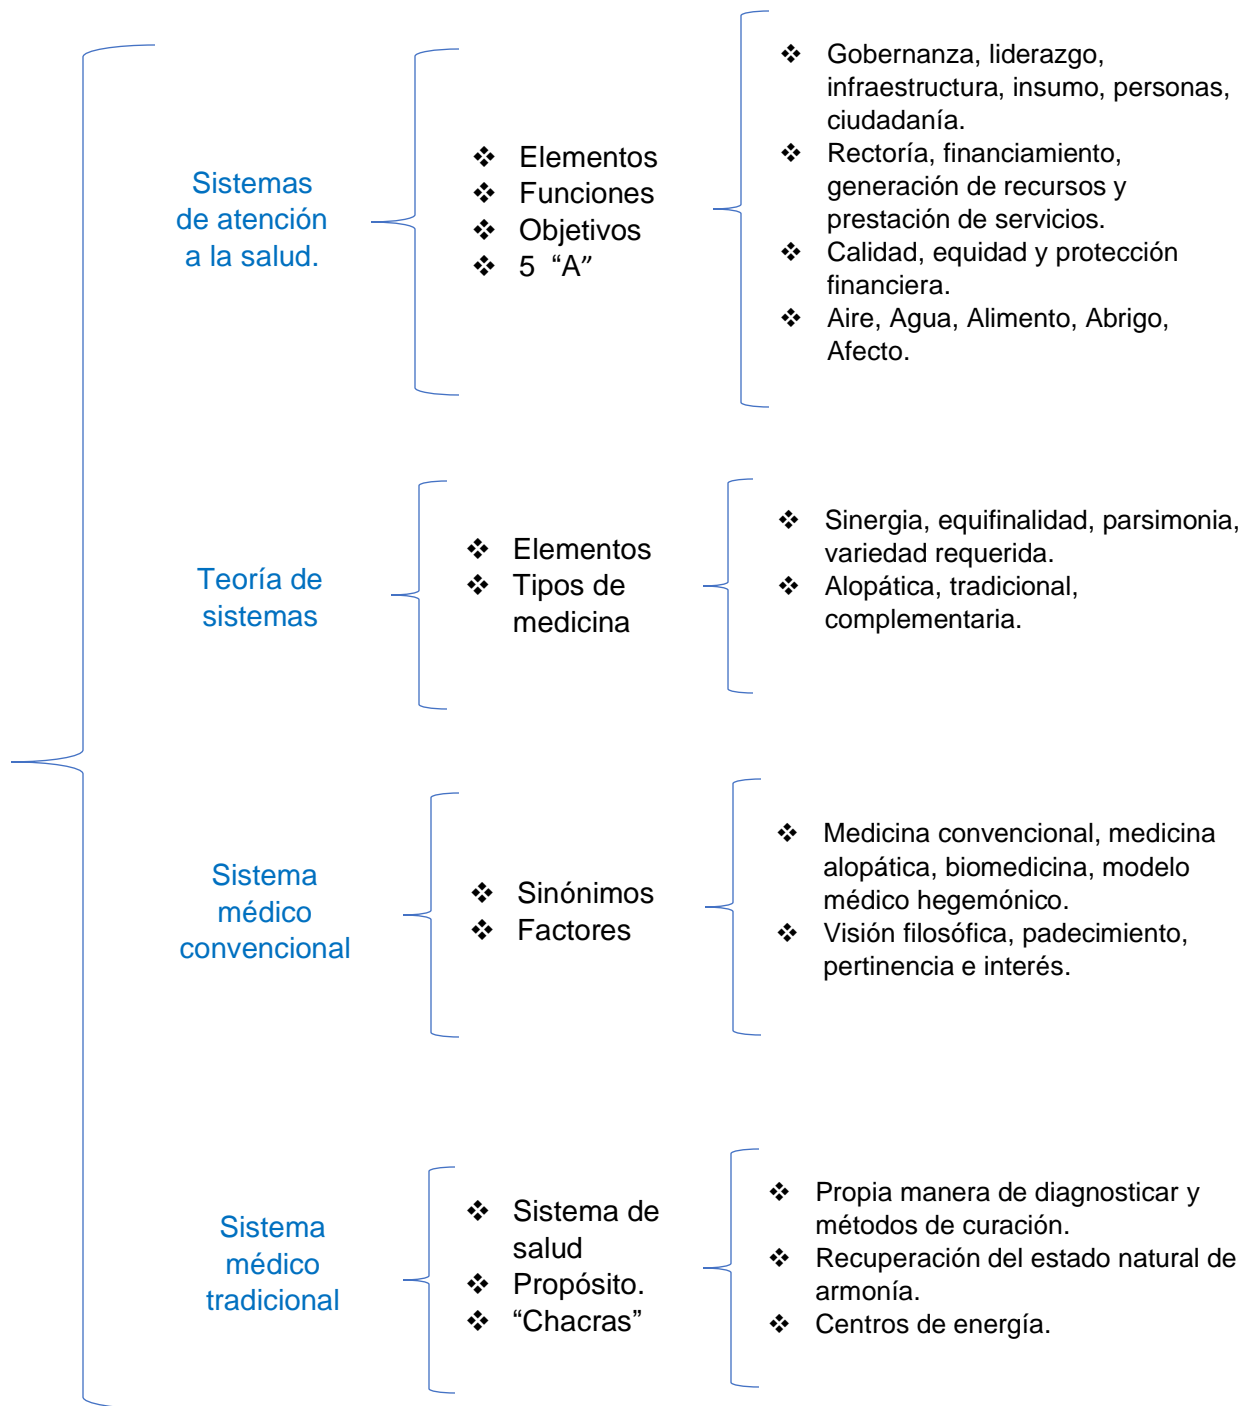 Sistemas
de atención
a la salud.
❖ Elementos
❖ Funciones
❖ Objetivos
❖ 5 “A”
❖ Gobernanza, liderazgo,
infraestructura, insumo, personas,
ciudadanía.
❖ Rectoría, financiamiento,
generación de recursos y
prestación de servicios.
❖ Calidad, equidad y protección
financiera.
❖ Aire, Agua, Alimento, Abrigo,
Afecto.
Teoría de
sistemas
❖ Elementos
❖ Tipos de
medicina
❖ Sinergia, equifinalidad, parsimonia,
variedad requerida.
❖ Alopática, tradicional,
complementaria.
Sistema
médico
convencional
❖ Sinónimos
❖ Factores
❖ Medicina convencional, medicina
alopática, biomedicina, modelo
médico hegemónico.
❖ Visión filosófica, padecimiento,
pertinencia e interés.
Sistema
médico
tradicional
❖ Sistema de
salud
❖ Propósito.
❖ “Chacras”
❖ Propia manera de diagnosticar y
métodos de curación.
❖ Recuperación del estado natural de
armonía.
❖ Centros de energía.